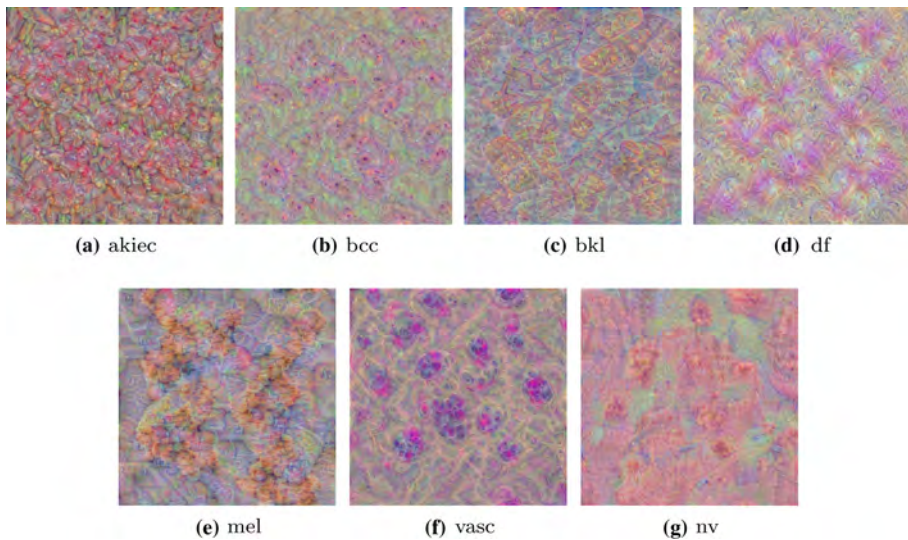 (a) akiec
(b) bcc
(c) bkl
(d) df
(e) mel
(f) vasc
(g) nv